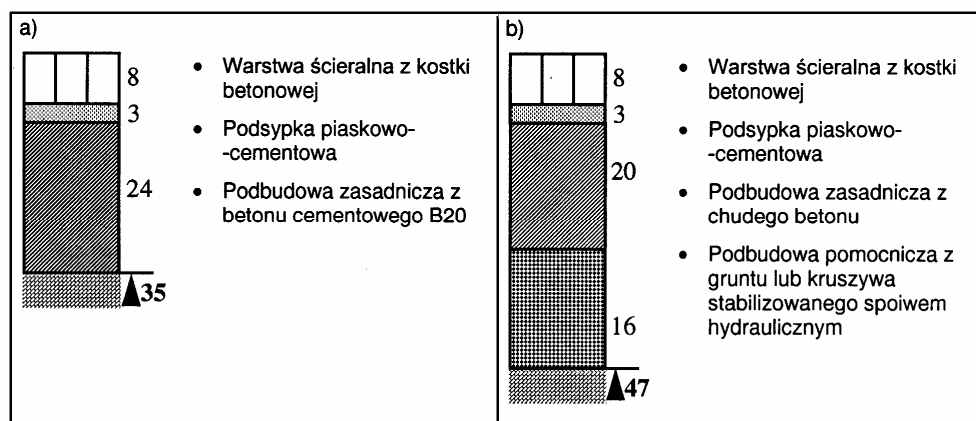 a)
8
3
24
35
• Warstwa ścieralna z kostki
betonowej
• Podsypka piaskowo-
-cementowa
• Podbudowa zasadnicza z
betonu cementowego B20
b)
8
3
20
16
47
• Warstwa ścieralna z kostki
betonowej
• Podsypka piaskowo-
-cementowa
• Podbudowa zasadnicza z
chudego betonu
• Podbudowa pomocnicza z
gruntu lub kruszywa
stabilizowanego spoiwem
hydraulicznym